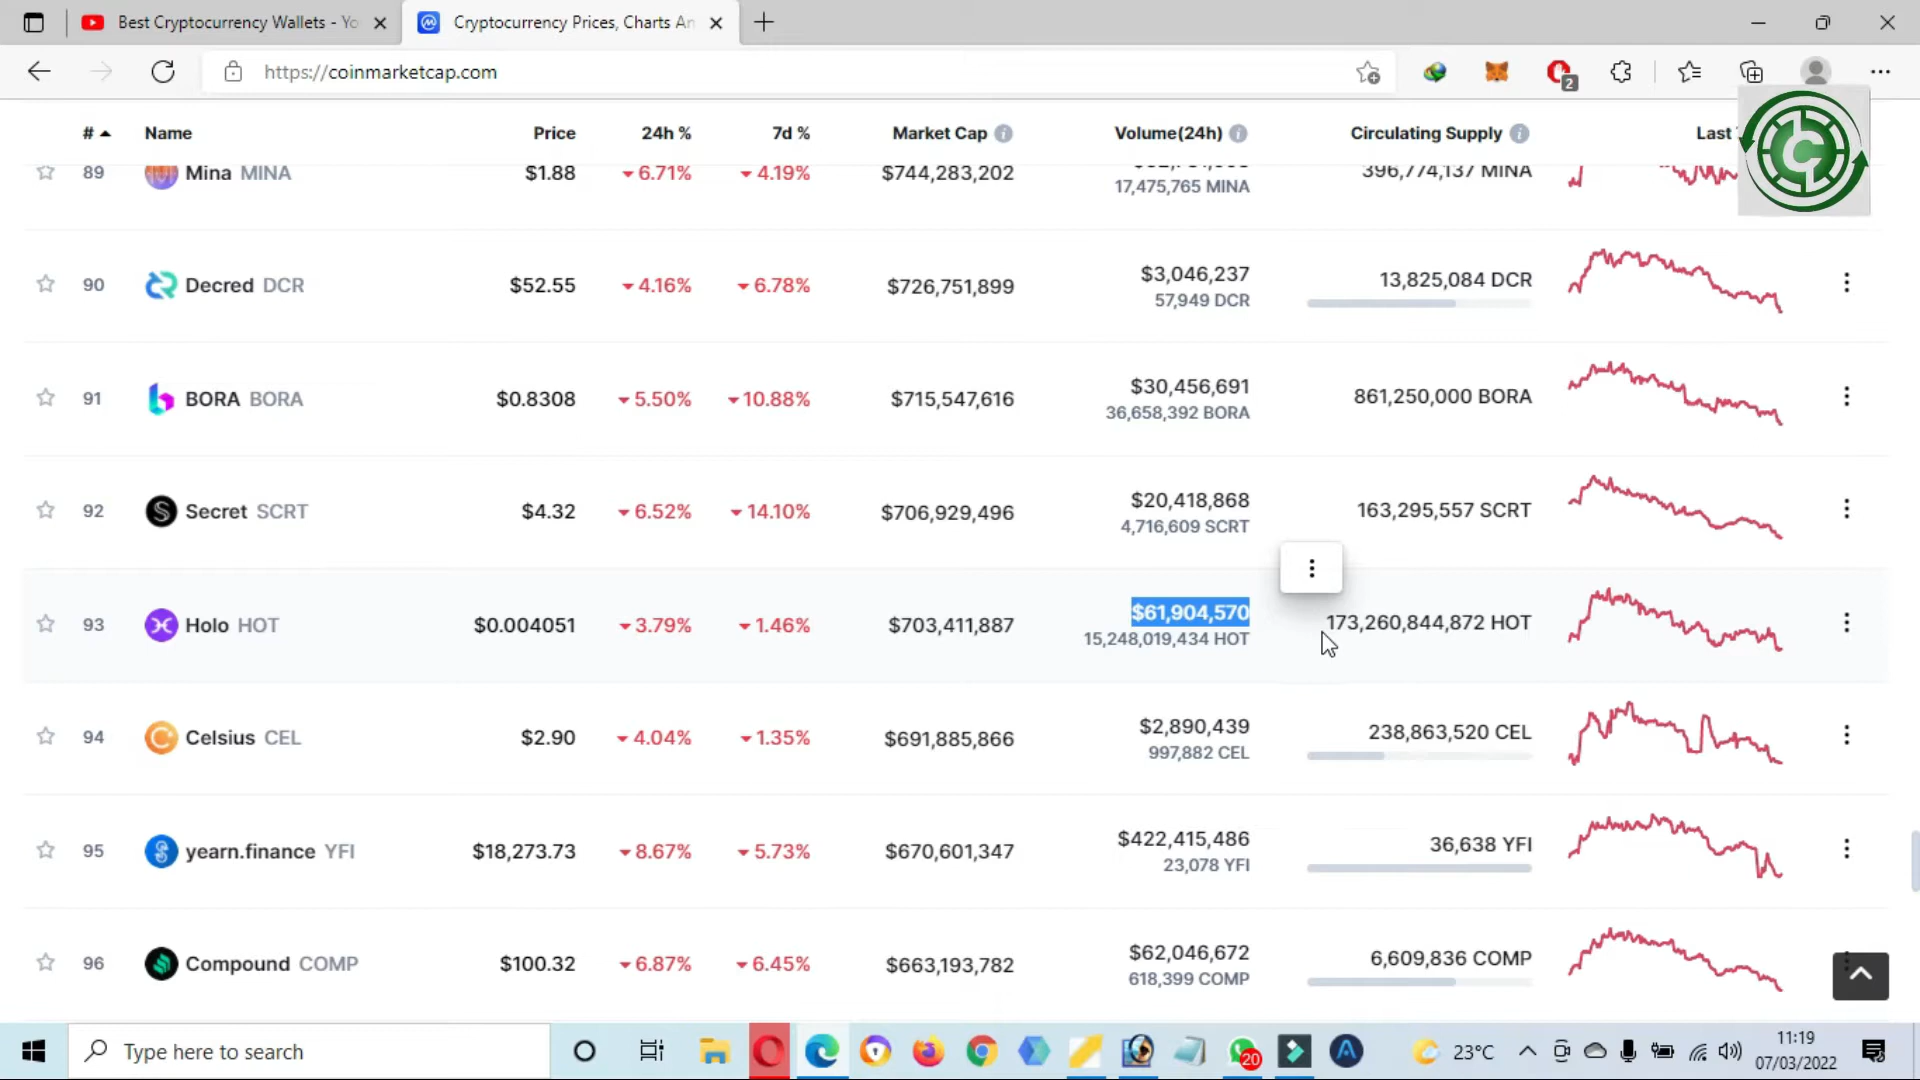 Best Cryptocurrency Wallets - Yo
Cryptocurrency Prices, Charts An
https://coinmarketcap.com
2
# Name Price 24h % 7d % Market Cap Volume(24h) Circulating Supply Last
89 Mina MINA $1.88 6.71% 4.19% $744,283,202 396,774,137 MINA
17,475,765 MINA
90 Decred DCR $52.55 4.16% 6.78% $726,751,899 $3,046,237 13,825,084 DCR
57,949 DCR
91 BORA BORA $0.8308 5.50% 10.88% $715,547,616 $30,456,691 861,250,000 BORA
36,658,392 BORA
92 Secret SCRT $4.32 6.52% 14.10% $706,929,496 $20,418,868 163,295,557 SCRT
4,716,609 SCRT
93 Holo HOT $0.004051 3.79% 1.46% $703,411,887 $61,904,570 173,260,844,872 HOT
15,248,019,434 HOT
94 Celsius CEL $2.90 4.04% 1.35% $691,885,866 $2,890,439 238,863,520 CEL
997,882 CEL
95 yearn.finance YFI $18,273.73 8.67% 5.73% $670,601,347 $422,415,486 36,638 YFI
23,078 YFI
96 Compound COMP $100.32 6.87% 6.45% $663,193,782 $62,046,672 6,609,836 COMP
618,399 COMP
Type here to search
20
23°C
11:19
07/03/2022